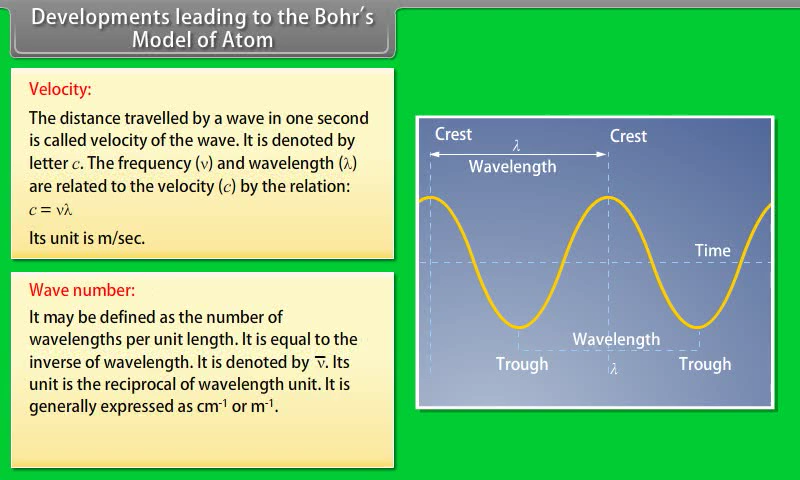 Developments leading to the Bohr's
Model of Atom
Velocity:
The distance travelled by a wave in one second
is called velocity of the wave. It is denoted by
letter c. The frequency (ν) and wavelength (λ)
are related to the velocity (c) by the relation:
c = νλ
Its unit is m/sec.
Wave number:
It may be defined as the number of
wavelengths per unit length. It is equal to the
inverse of wavelength. It is denoted by ν̅. Its
unit is the reciprocal of wavelength unit. It is
generally expressed as cm⁻¹ or m⁻¹.
Crest
Crest
λ
Wavelength
Time
Wavelength
Trough
Trough
λ